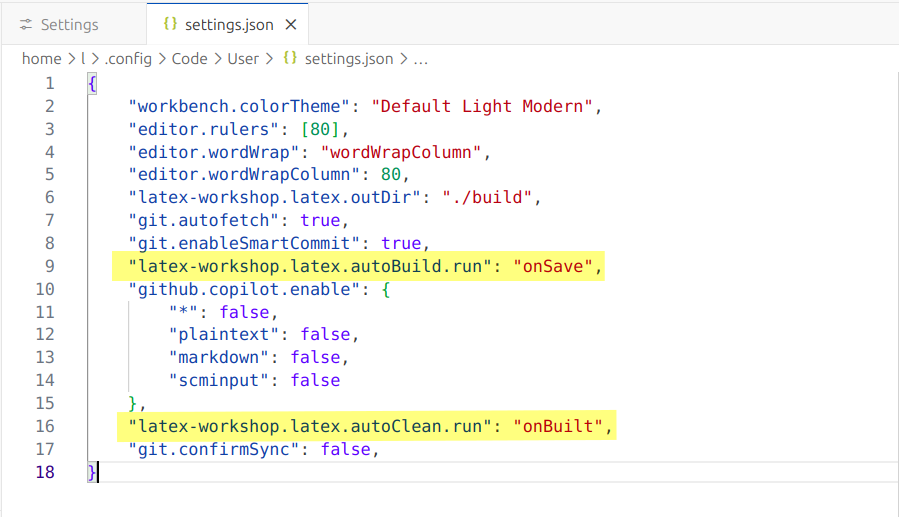 Settings
{} settings.json ×
home > l > .config > Code > User > {} settings.json > ...
1 {
2 "workbench.colorTheme": "Default Light Modern",
3 "editor.rulers": [80],
4 "editor.wordWrap": "wordWrapColumn",
5 "editor.wordWrapColumn": 80,
6 "latex-workshop.latex.outDir": "./build",
7 "git.autofetch": true,
8 "git.enableSmartCommit": true,
9 "latex-workshop.latex.autoBuild.run": "onSave",
10 "github.copilot.enable": {
11 "*": false,
12 "plaintext": false,
13 "markdown": false,
14 "scminput": false
15 },
16 "latex-workshop.latex.autoClean.run": "onBuilt",
17 "git.confirmSync": false,
18 }